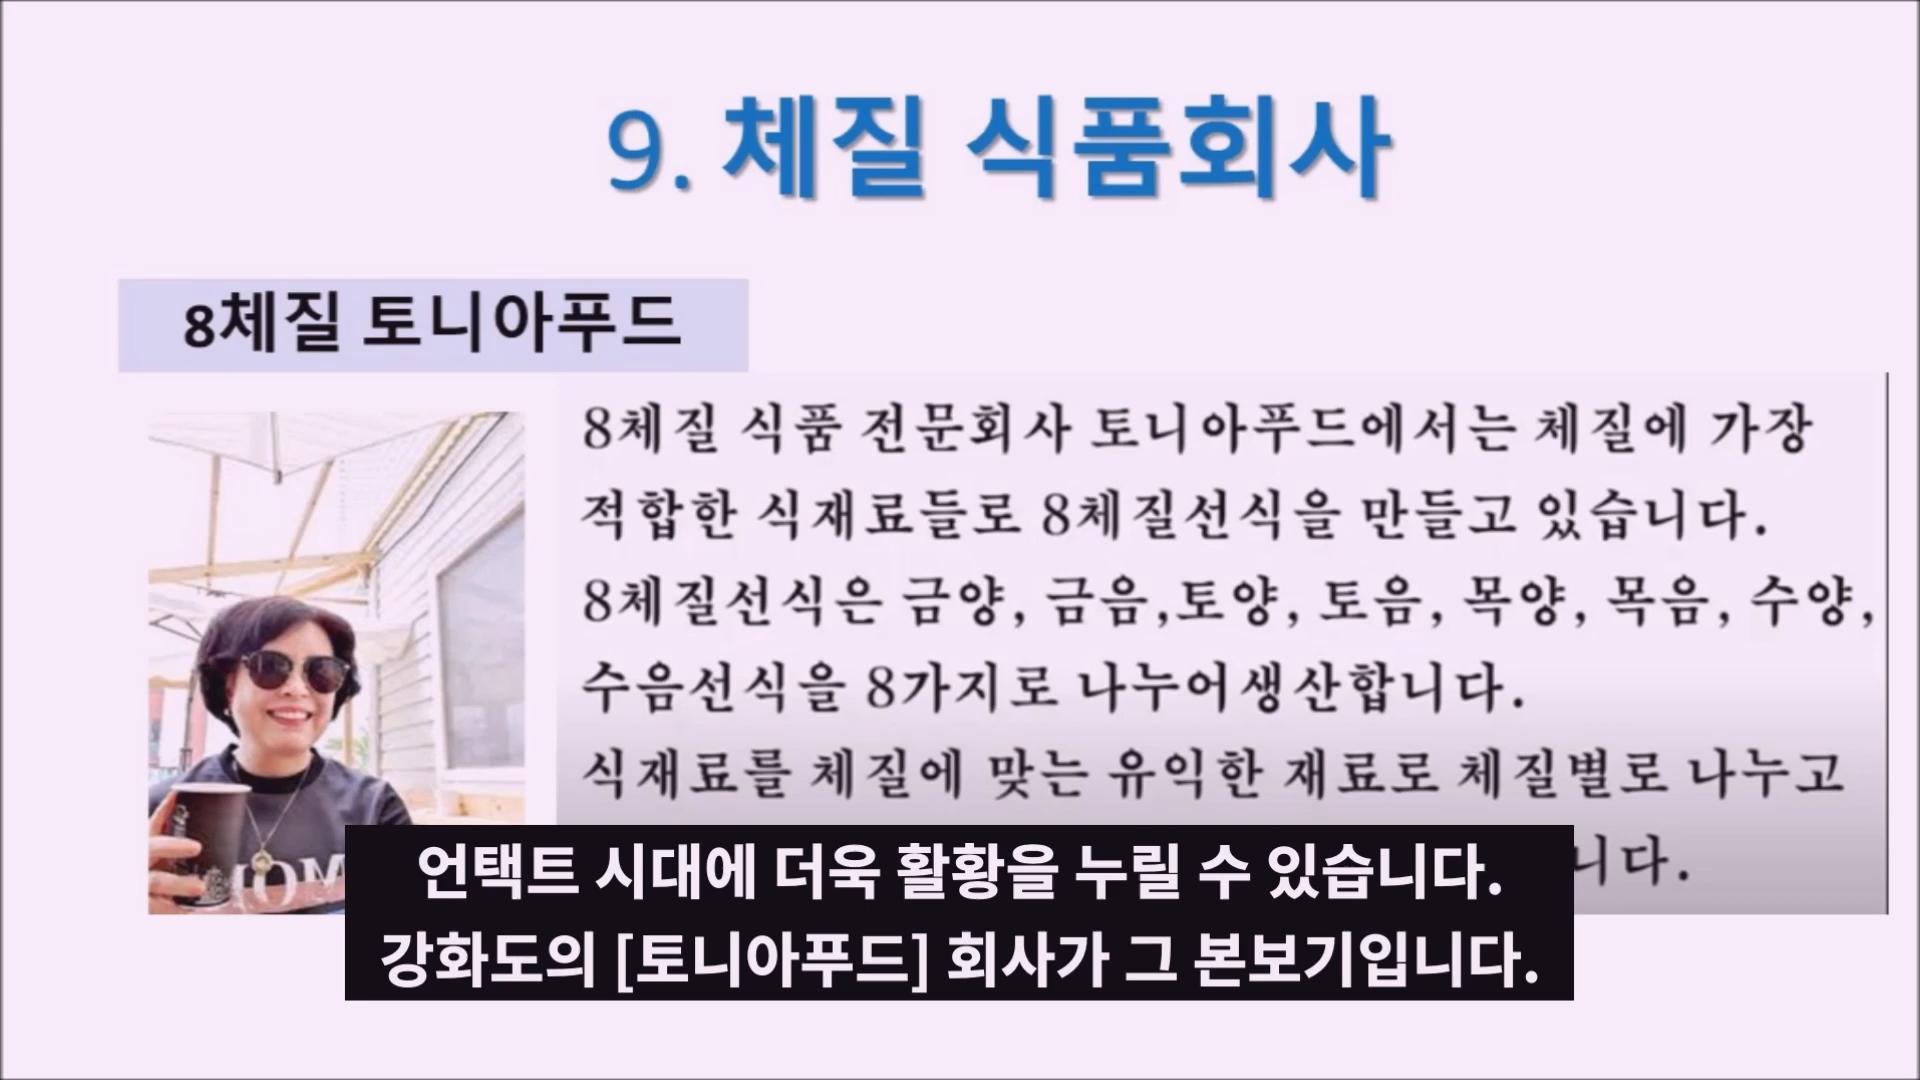 9. 체질 식품회사
8체질 토니아푸드
8체질 식품 전문회사 토니아푸드에서는 체질에 가장
적합한 식재료들로 8체질선식을 만들고 있습니다.
8체질선식은 금양, 금음,토양, 토음, 목양, 목음, 수양,
수음선식을 8가지로 나누어생산합니다.
식재료를 체질에 맞는 유익한 재료로 체질별로 나누고
니다.
언택트 시대에 더욱 활황을 누릴 수 있습니다.
강화도의 [토니아푸드] 회사가 그 본보기입니다.